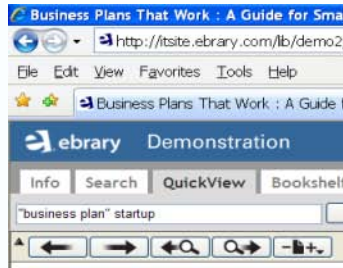 Business Plans That Work : A Guide for Sma
http://itsite.ebrary.com/lib/demo2
File Edit View Favorites Tools Help
Business Plans That Work : A Guide f
ebrary Demonstration
Info Search QuickView Bookshelf
"business plan" startup